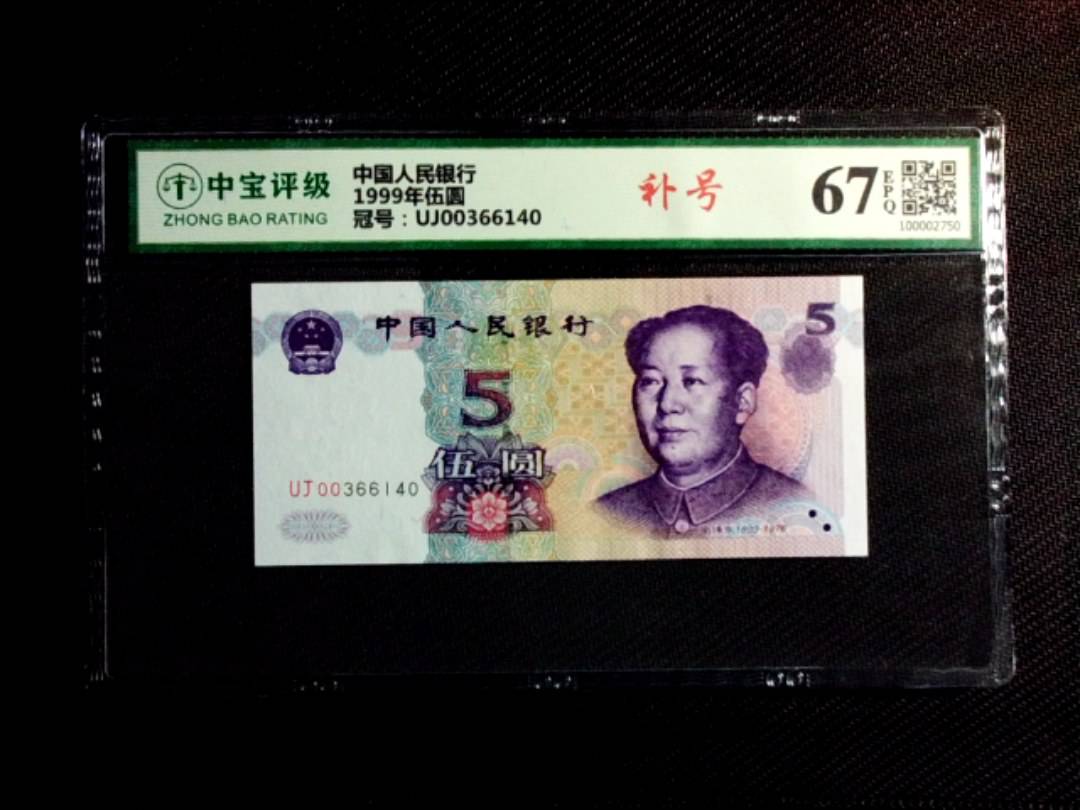 中宝评级
ZHONG BAO RATING
中国人民银行
1999年伍圆
冠号：UJ00366140
补号
67
EPQ
100002750
中国人民银行
5
5
伍圆
UJ00366140